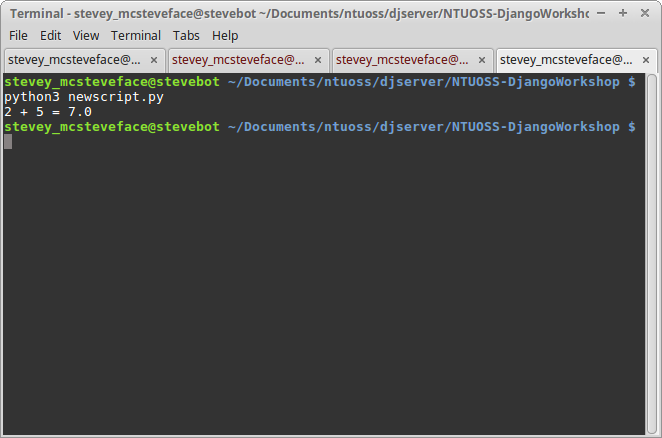 Terminal - stevey_mcsteveface@stevebot ~/Documents/ntuoss/djserver/NTUOSS-DjangoWorksho
File Edit View Terminal Tabs Help
stevey_mcsteveface@... stevey_mcsteveface@... stevey_mcsteveface@... stevey_mcsteveface@...
stevey_mcsteveface@stevebot ~/Documents/ntuoss/djserver/NTUOSS-DjangoWorkshop $
python3 newscript.py
2 + 5 = 7.0
stevey_mcsteveface@stevebot ~/Documents/ntuoss/djserver/NTUOSS-DjangoWorkshop $